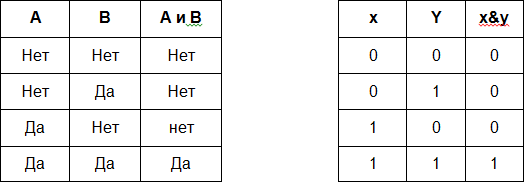 А В А и В
Нет Нет Нет
Нет Да Нет
Да Нет нет
Да Да Да
x Y x&y
0 0 0
0 1 0
1 0 0
1 1 1